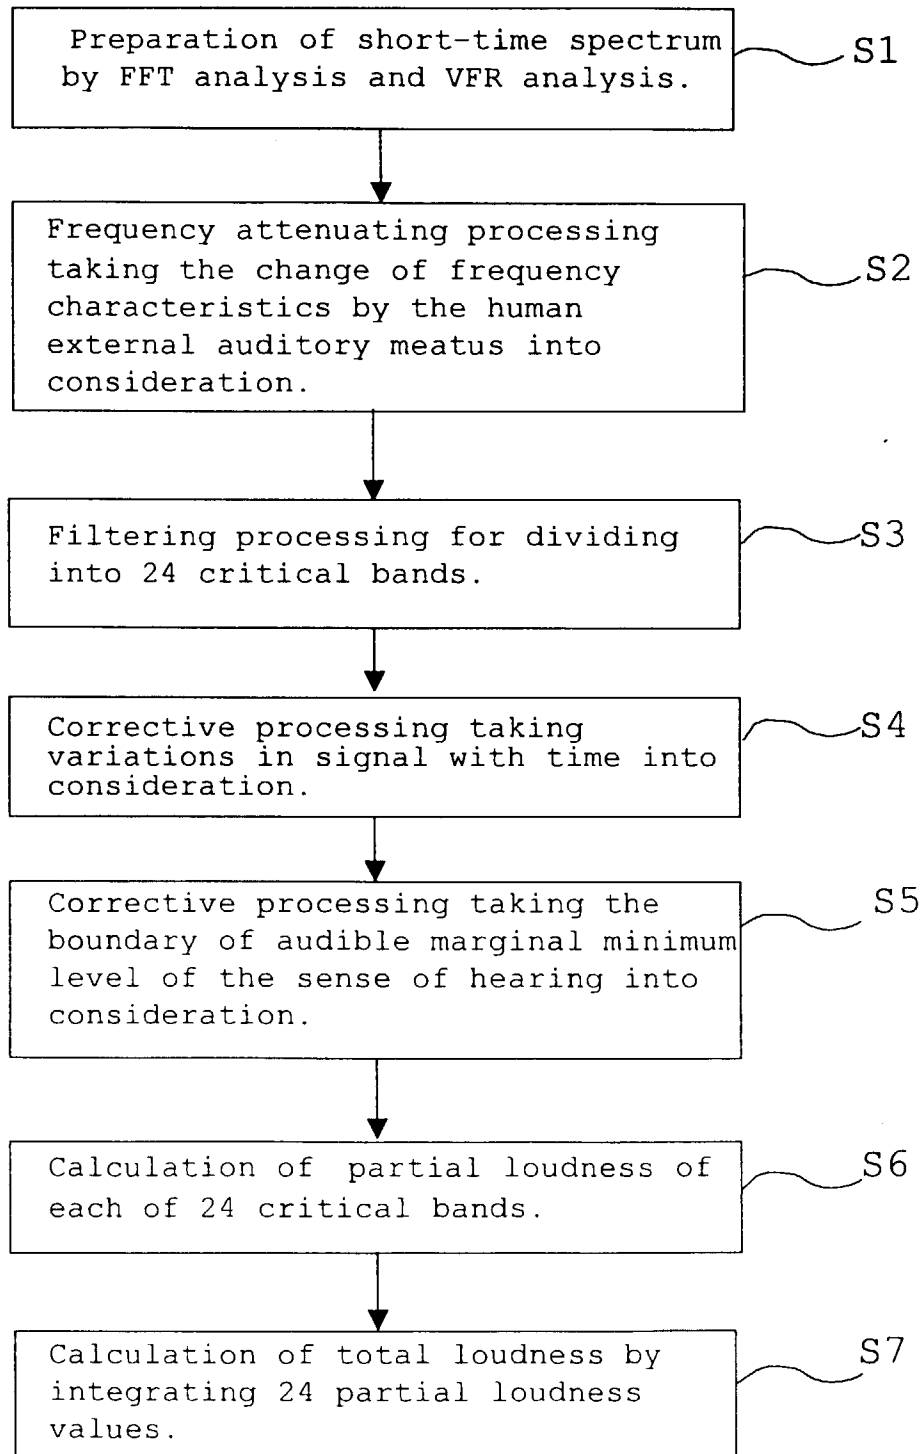 Preparation of short-time spectrum
by FFT analysis and VFR analysis.
S1
Frequency attenuating processing
taking the change of frequency
characteristics by the human
external auditory meatus into
consideration.
S2
Filtering processing for dividing
into 24 critical bands.
S3
Corrective processing taking
variations in signal with time into
consideration.
S4
Corrective processing taking the
boundary of audible marginal minimum
level of the sense of hearing into
consideration.
S5
Calculation of partial loudness of
each of 24 critical bands.
S6
Calculation of total loudness by
integrating 24 partial loudness
values.
S7